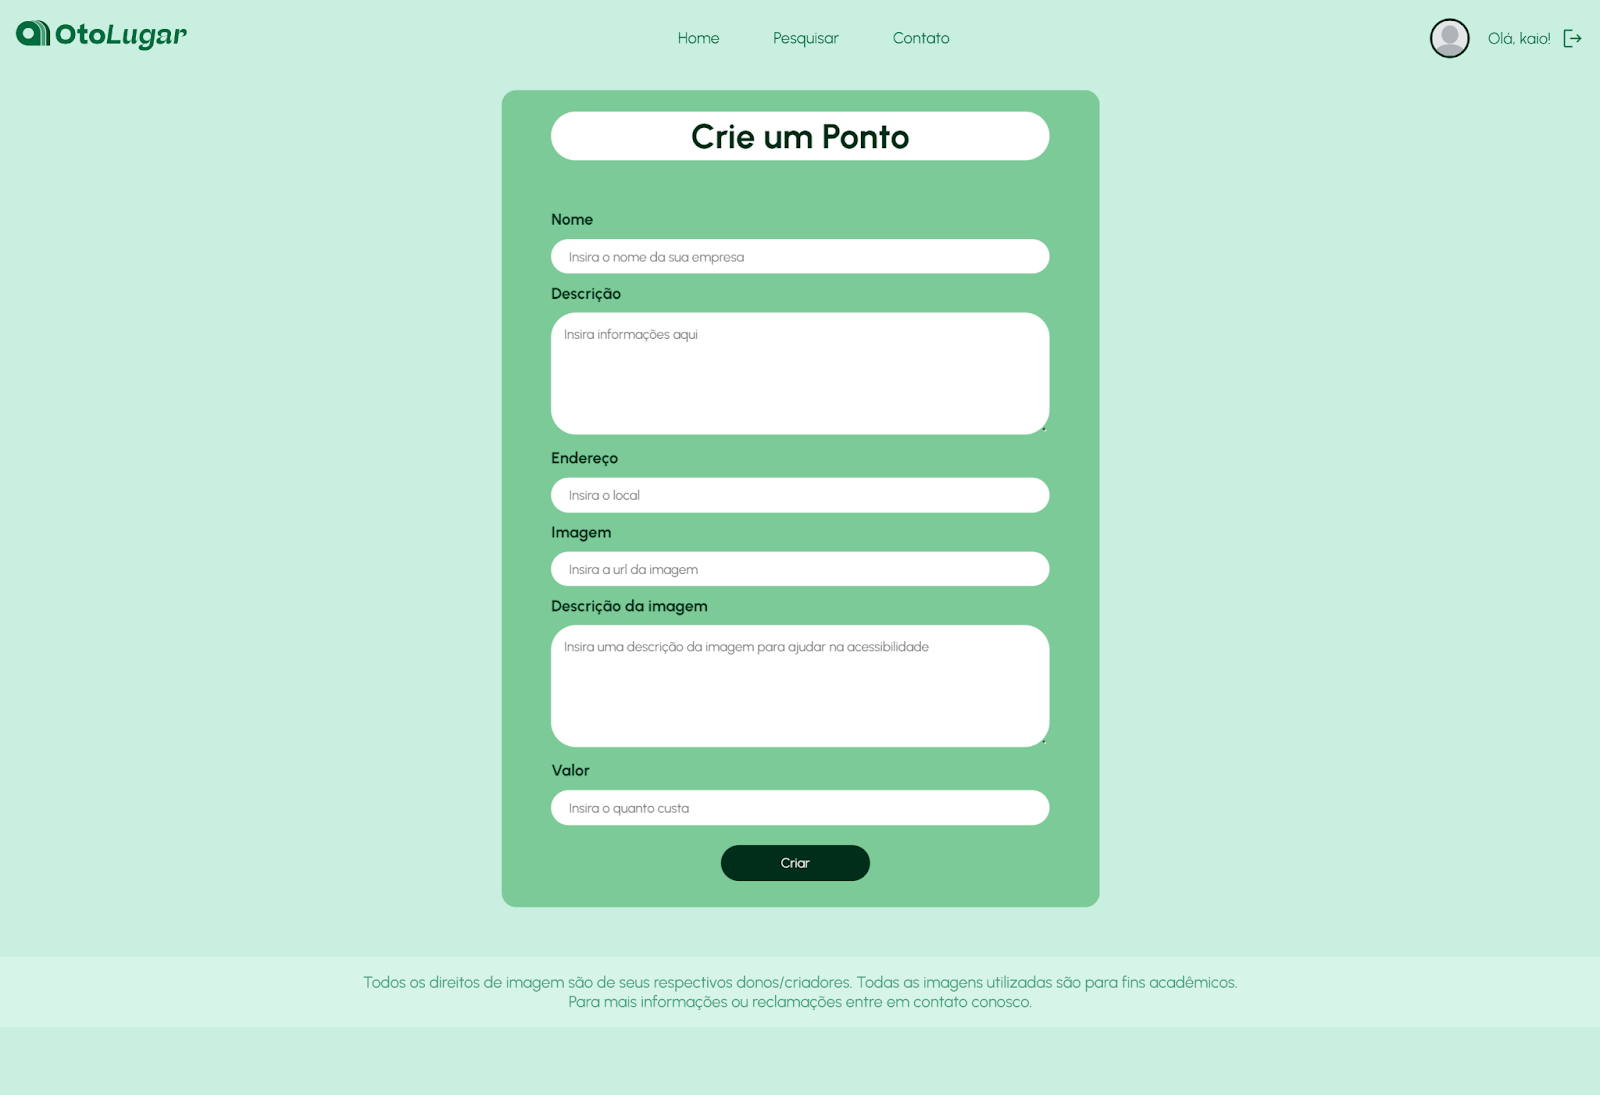 OtoLugar
Home
Pesquisar
Contato
Olá, kaio!
Crie um Ponto
Nome
Insira o nome da sua empresa
Descrição
Insira informações aqui
Endereço
Insira o local
Imagem
Insira a url da imagem
Descrição da imagem
Insira uma descrição da imagem para ajudar na acessibilidade
Valor
Insira o quanto custa
Criar
Todos os direitos de imagem são de seus respectivos donos/criadores. Todas as imagens utilizadas são para fins acadêmicos.
Para mais informações ou reclamações entre em contato conosco.